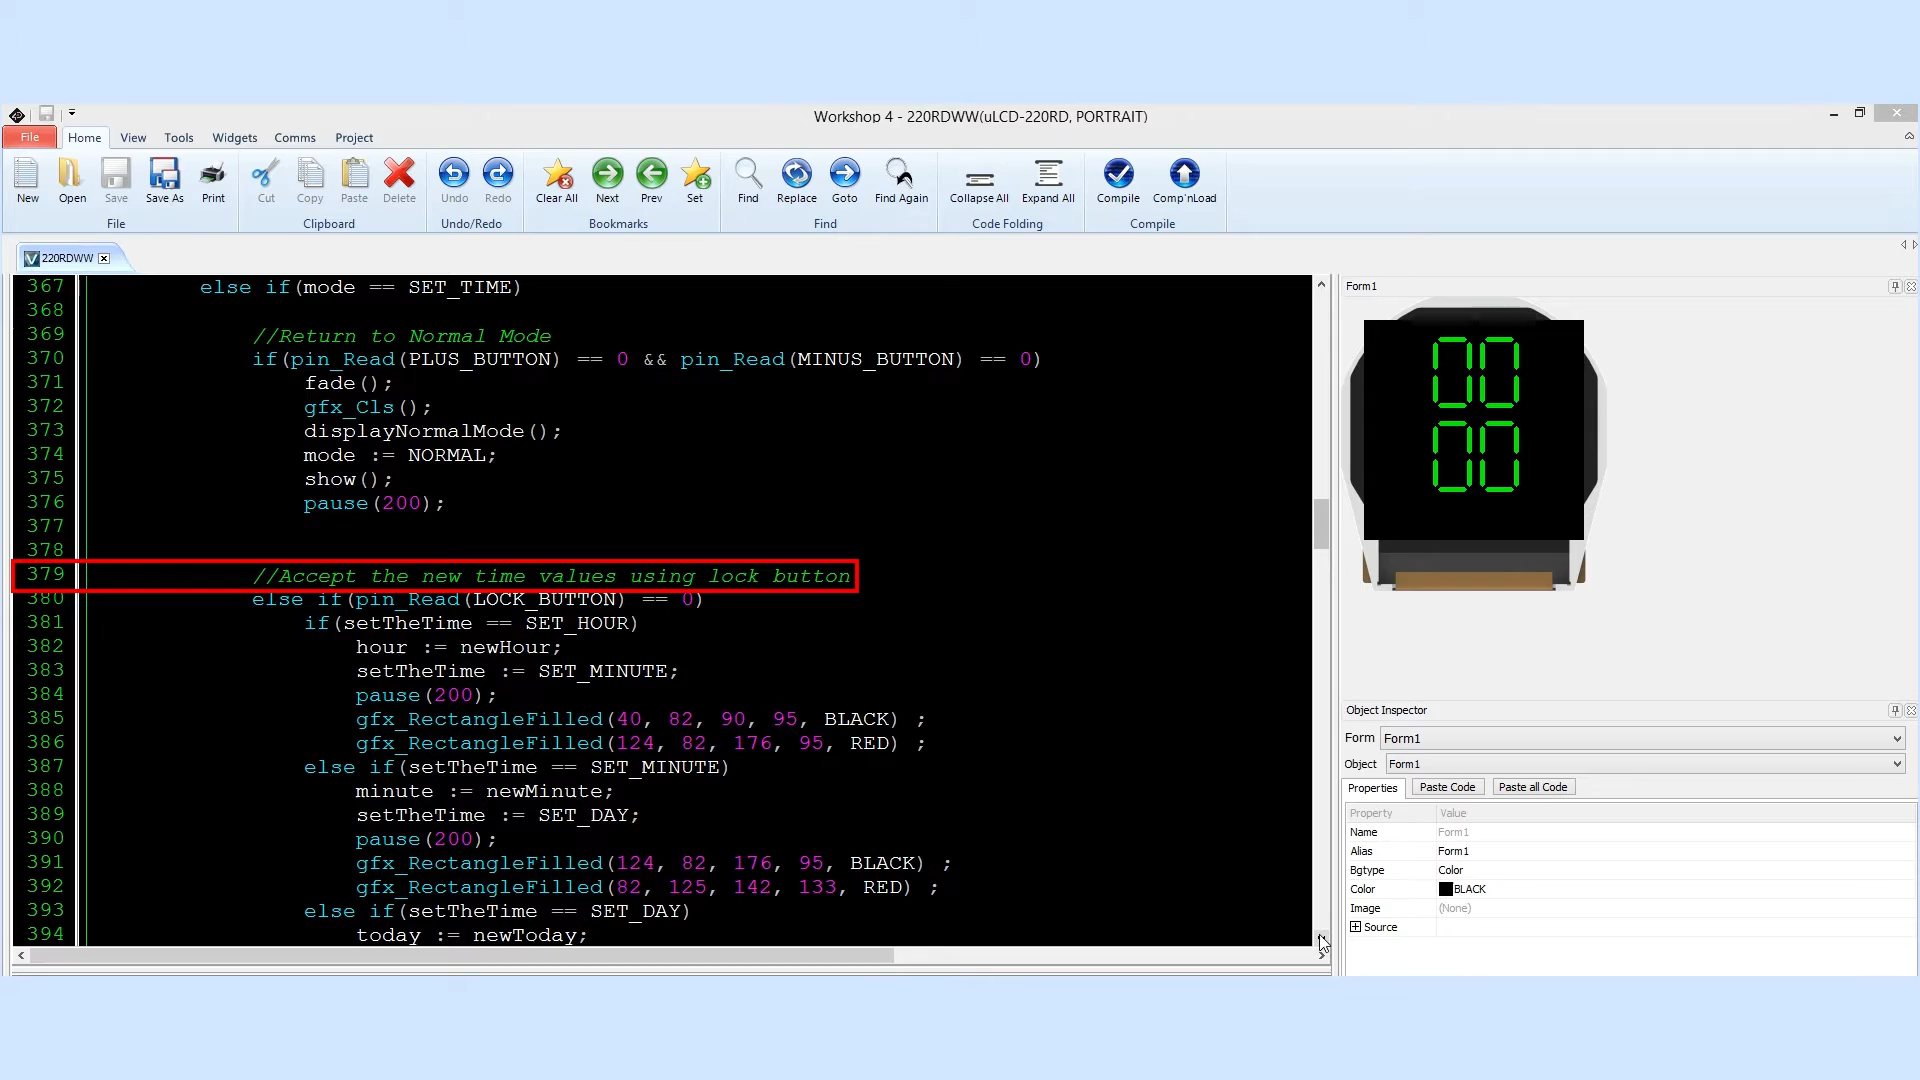 Workshop 4 - 220RDWW(uLCD-220RD, PORTRAIT)
File Home View Tools Widgets Comms Project
New Open Save Save As Print Cut Copy Paste Delete Undo Redo Clear All Next Prev Set Find Replace Goto Find Again Collapse All Expand All Compile Comp'nLoad
File Clipboard Undo/Redo Bookmarks Find Code Folding Compile
220RDWW
367 else if(mode == SET_TIME)
368
369 //Return to Normal Mode
370 if(pin_Read(PLUS_BUTTON) == 0 && pin_Read(MINUS_BUTTON) == 0)
371 fade();
372 gfx_Cls();
373 displayNormalMode();
374 mode := NORMAL;
375 show();
376 pause(200);
377
378
379 //Accept the new time values using lock button
380 else if(pin_Read(LOCK_BUTTON) == 0)
381 if(setTheTime == SET_HOUR)
382 hour := newHour;
383 setTheTime := SET_MINUTE;
384 pause(200);
385 gfx_RectangleFilled(40, 82, 90, 95, BLACK) ;
386 gfx_RectangleFilled(124, 82, 176, 95, RED) ;
387 else if(setTheTime == SET_MINUTE)
388 minute := newMinute;
389 setTheTime := SET_DAY;
390 pause(200);
391 gfx_RectangleFilled(124, 82, 176, 95, BLACK) ;
392 gfx_RectangleFilled(82, 125, 142, 133, RED) ;
393 else if(setTheTime == SET_DAY)
394 today := newToday;
Form1
00
00
Object Inspector
Form Form1
Object Form1
Properties Paste Code Paste all Code
Property Value
Name Form1
Alias Form1
Bgtype Color
Color BLACK
Image (None)
Source